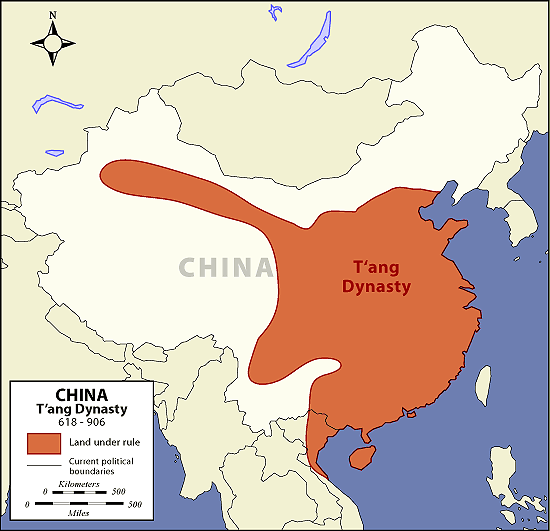 N
CHINA
T‘ang
Dynasty
CHINA
T‘ang Dynasty
618 - 906
Land under rule
Current political
boundaries
Kilometers
0 500
0 500
Miles